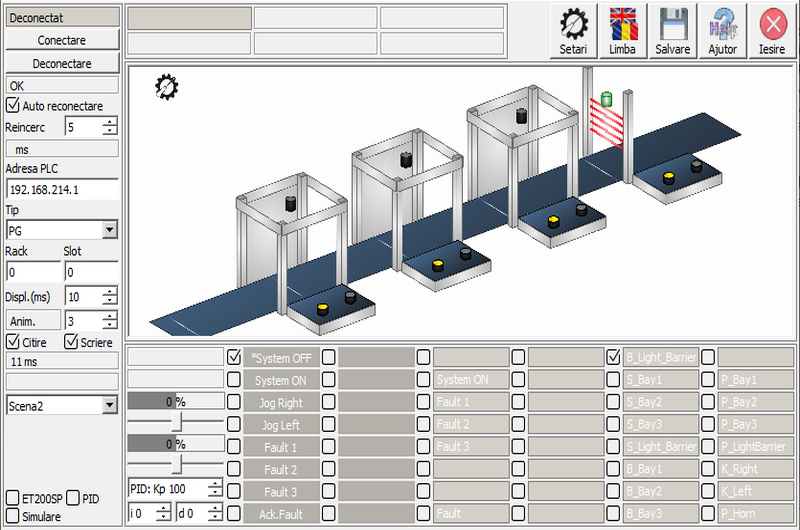 Deconectat
Conectare
Deconectare
OK
Auto reconectare
Reincerc 5
ms
Adresa PLC
192.168.214.1
Tip
PG
Rack Slot
0 0
Displ.(ms) 10
Anim. 3
Citire Scriere
11 ms
Scena2
ET200SP PID
Simulare
Setari Limba Salvare Help Ajutor Iesire
0 %
0 %
PID: Kp 100
i 0 d 0
*System OFF B_Light_Barrier
System ON System ON S_Bay1 P_Bay1
Jog Right Fault 1 S_Bay2 P_Bay2
Jog Left Fault 2 S_Bay3 P_Bay3
Fault 1 Fault 3 S_Light_Barrier P_LightBarrier
Fault 2 B_Bay1 K_Right
Fault 3 B_Bay2 K_Left
Ack.Fault Fault B_Bay3 P_Horn